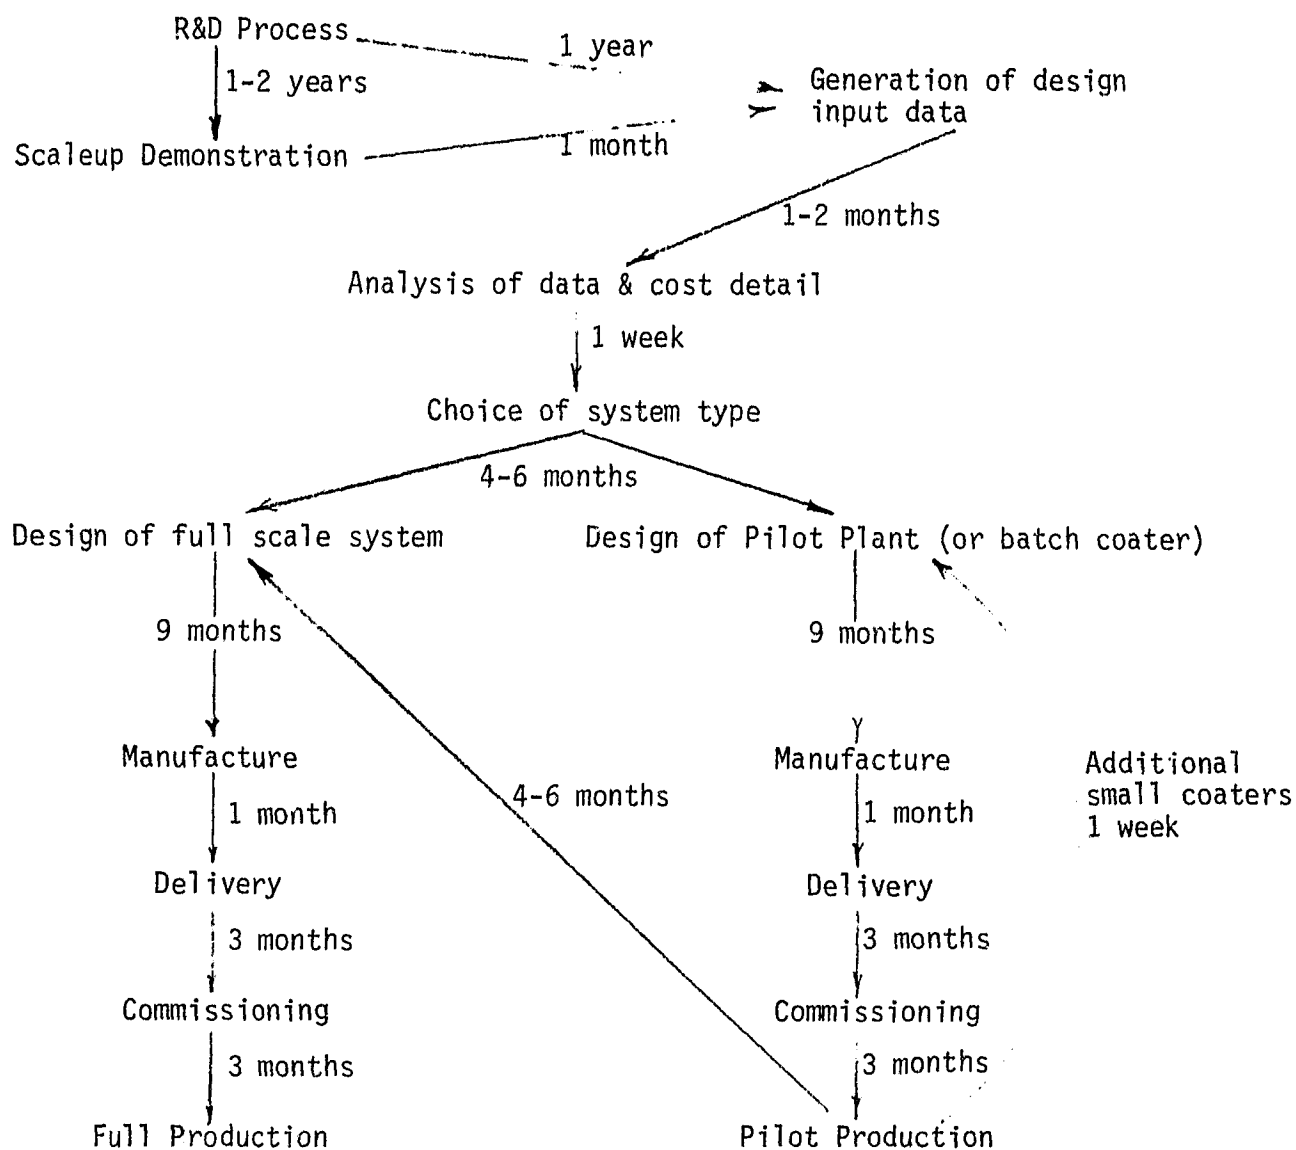 R&D Process
1 year
1-2 years
Generation of design
input data
Scaleup Demonstration
1 month
1-2 months
Analysis of data & cost detail
1 week
Choice of system type
4-6 months
Design of full scale system
Design of Pilot Plant (or batch coater)
9 months
9 months
Manufacture
Manufacture
Additional
small coaters
1 week
4-6 months
1 month
1 month
Delivery
Delivery
3 months
3 months
Commissioning
Commissioning
3 months
3 months
Full Production
Pilot Production